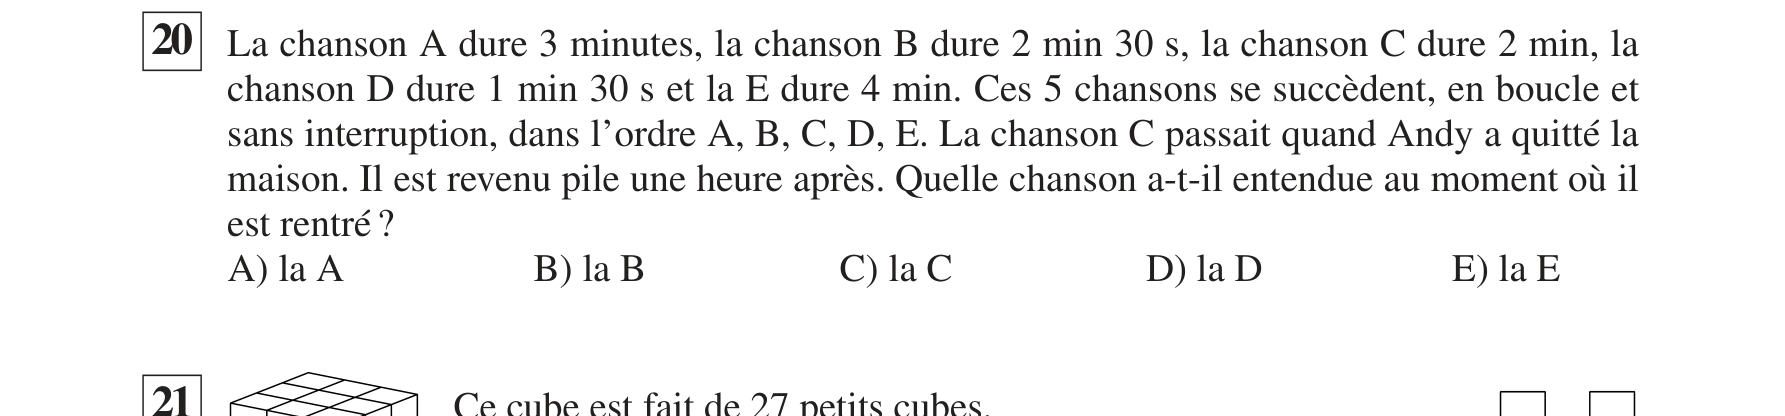 20 La chanson A dure 3 minutes, la chanson B dure 2 min 30 s, la chanson C dure 2 min, la
chanson D dure 1 min 30 s et la E dure 4 min. Ces 5 chansons se succèdent, en boucle et
sans interruption, dans l’ordre A, B, C, D, E. La chanson C passait quand Andy a quitté la
maison. Il est revenu pile une heure après. Quelle chanson a-t-il entendue au moment où il
est rentré ?
A) la A B) la B C) la C D) la D E) la E
21 Ce cube est fait de 27 petits cubes.